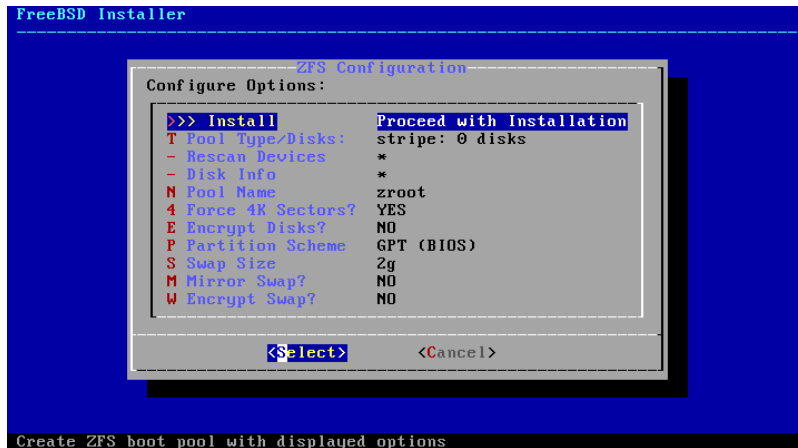 FreeBSD Installer
ZFS Configuration
Configure Options:
>>> Install Proceed with Installation
T Pool Type/Disks: stripe: 0 disks
- Rescan Devices *
- Disk Info *
N Pool Name zroot
4 Force 4K Sectors? YES
E Encrypt Disks? NO
P Partition Scheme GPT (BIOS)
S Swap Size 2g
M Mirror Swap? NO
W Encrypt Swap? NO
<Select> <Cancel>
Create ZFS boot pool with displayed options